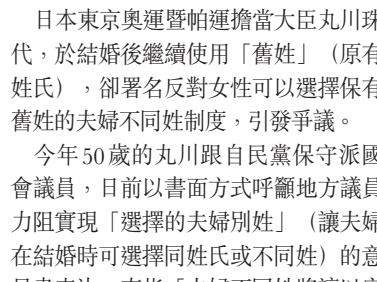 日本東京奧運暨帕運擔當大臣丸川珠
代，於結婚後繼續使用「舊姓」（原有
姓氏），卻署名反對女性可以選擇保有
舊姓的夫婦不同姓制度，引發爭議。
今年50歲的丸川跟自民黨保守派國
會議員，日前以書面方式呼籲地方議員
力阻實現「選擇的夫婦別姓」（讓夫婦
在結婚時可選擇同姓氏或不同姓）的意